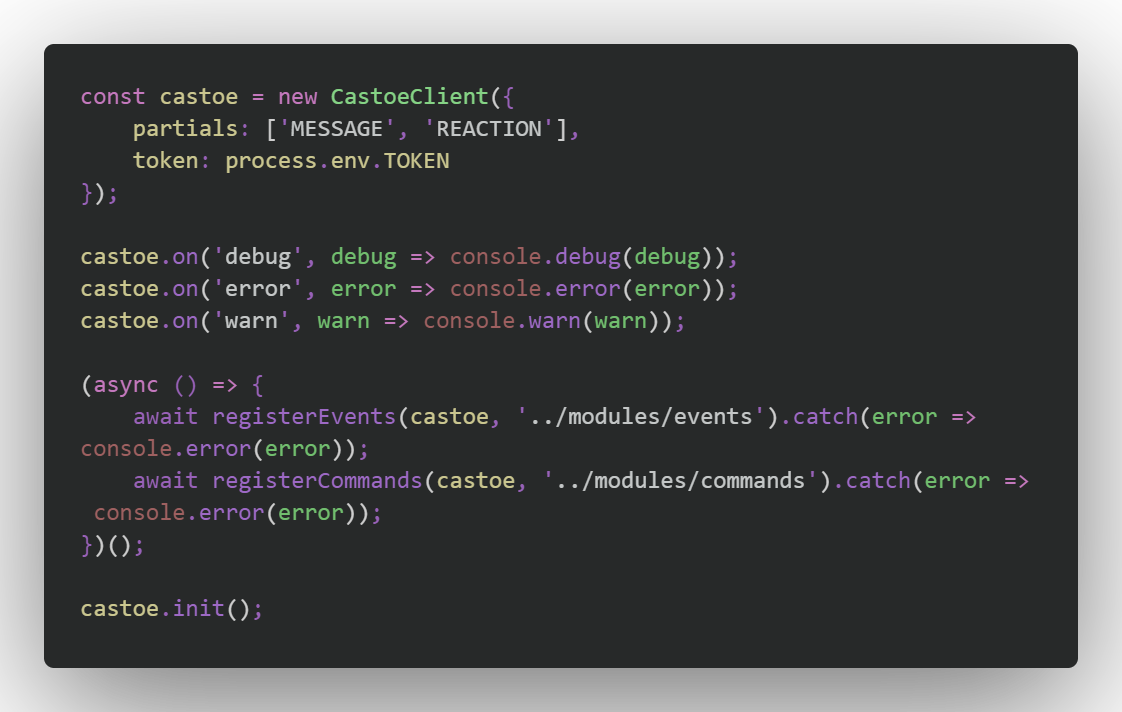 const castoe = new CastoeClient({
    partials: ['MESSAGE', 'REACTION'],
    token: process.env.TOKEN
});

castoe.on('debug', debug => console.debug(debug));
castoe.on('error', error => console.error(error));
castoe.on('warn', warn => console.warn(warn));

(async () => {
    await registerEvents(castoe, '../modules/events').catch(error =>
console.error(error));
    await registerCommands(castoe, '../modules/commands').catch(error =>
 console.error(error));
})();

castoe.init();